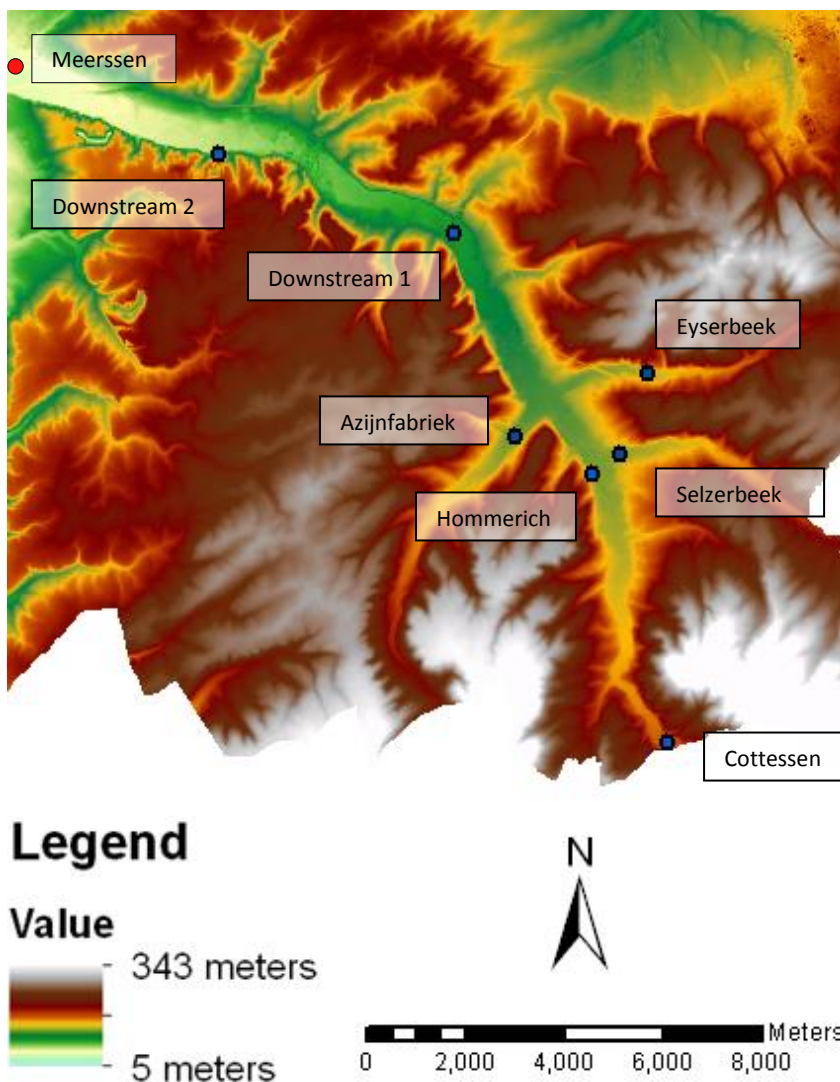 Meerssen
Downstream 2
Downstream 1
Eyserbeek
Azijnfabriek
Selzerbeek
Hommerich
Cottessen
Legend
N
Value
343 meters
5 meters
Meters
0 2,000 4,000 6,000 8,000